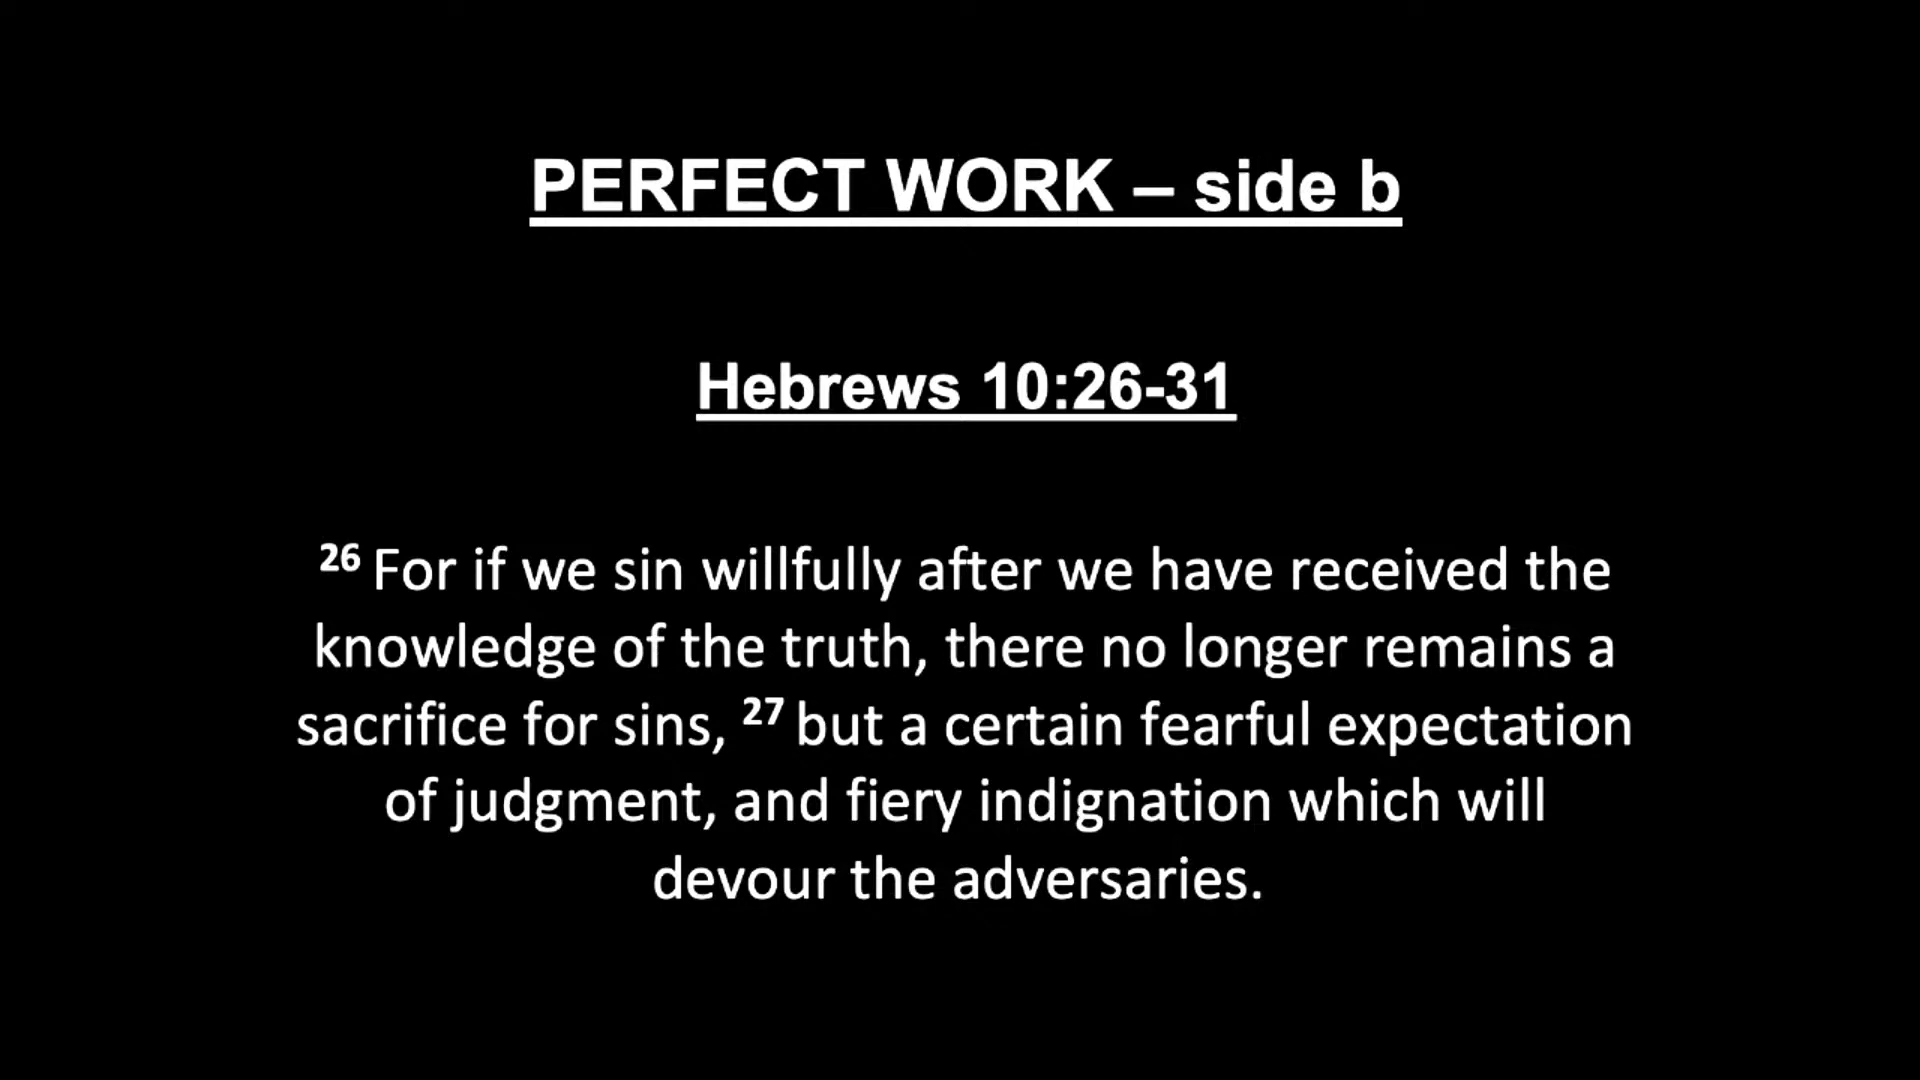 PERFECT WORK – side b
Hebrews 10:26-31
26 For if we sin willfully after we have received the
knowledge of the truth, there no longer remains a
sacrifice for sins, 27 but a certain fearful expectation
of judgment, and fiery indignation which will
devour the adversaries.